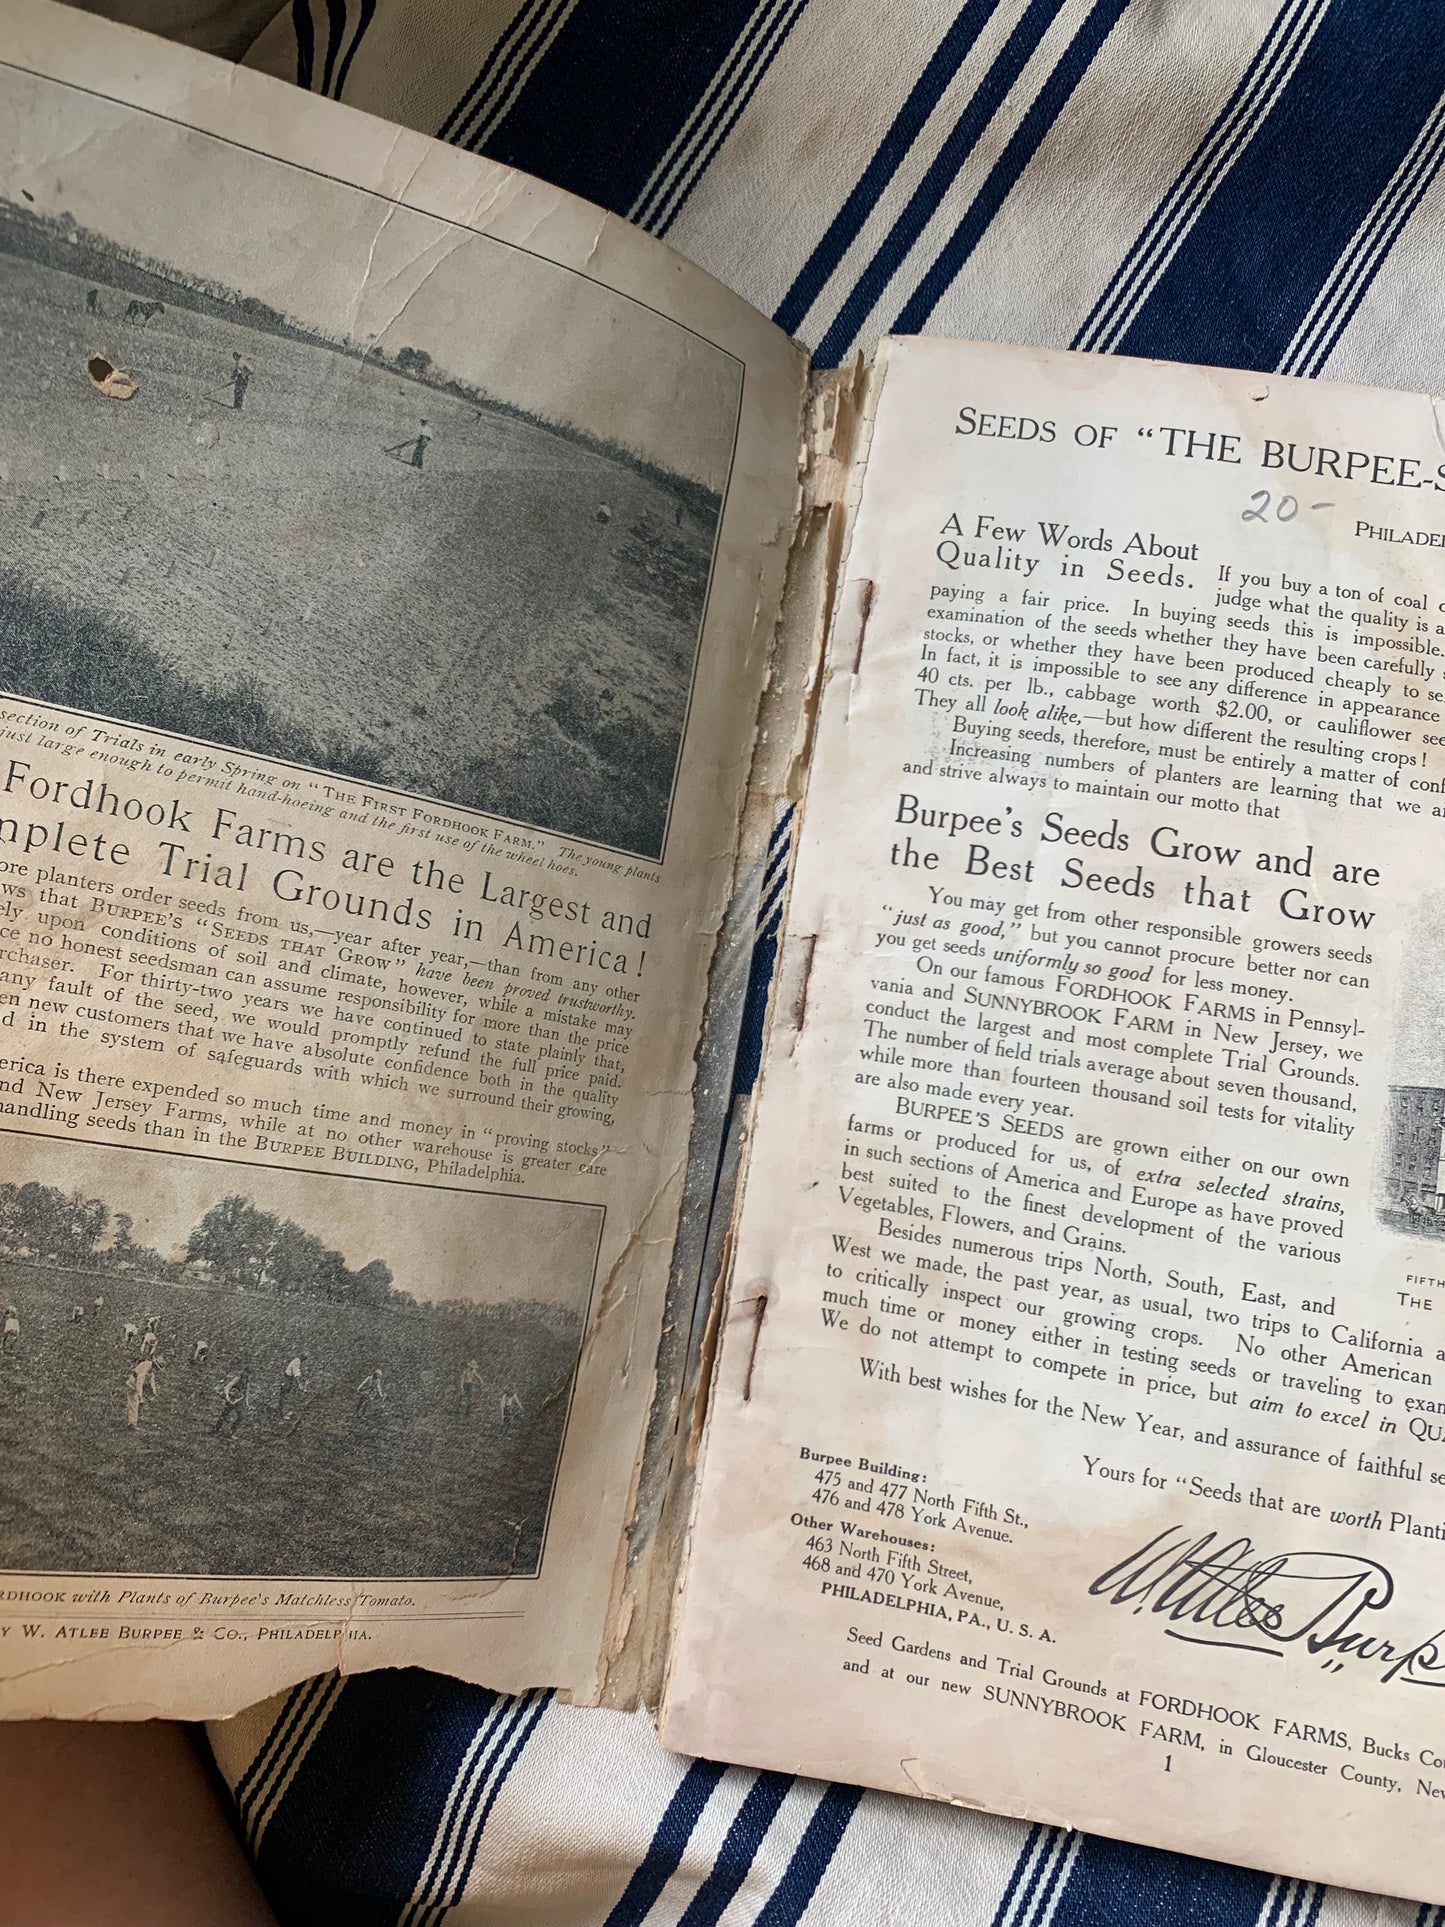 section of Trials in early Spring on "THE FIRST FORDHOOK FARM." The young plants
just large enough to permit hand-hoeing and the first use of the wheel hoes.
Fordhook Farms are the Largest and
Trial Grounds in America!
planters order seeds from us,—year after year,—than from any other
that BURPEE'S "SEEDS THAT GROW" have been proved trustworthy.
upon conditions of soil and climate, however, while a mistake may
no honest seedsman can assume responsibility for more than the price
For thirty-two years we have continued to state plainly that,
any fault of the seed, we would promptly refund the full price paid.
new customers that we have absolute confidence both in the quality
in the system of safeguards with which we surround their growing,
is there expended so much time and money in "proving stocks"
New Jersey Farms, while at no other warehouse is greater care
handling seeds than in the BURPEE BUILDING, Philadelphia.
with Plants of Burpee's Matchless Tomato.
W. ATLEE BURPEE & CO., PHILADELPHIA.
SEEDS OF "THE BURPEE-
20-
A Few Words About
Quality in Seeds.
If you buy a ton of coal
judge what the quality is
paying a fair price. In buying seeds this is impossible.
examination of the seeds whether they have been carefully
stocks, or whether they have been produced cheaply to
In fact, it is impossible to see any difference in appearance
40 cts. per lb., cabbage worth $2.00, or cauliflower
They all look alike,—but how different the resulting crops!
Buying seeds, therefore, must be entirely a matter of
Increasing numbers of planters are learning that we
and strive always to maintain our motto that
Burpee's Seeds Grow and are
the Best Seeds that Grow
You may get from other responsible growers seeds
"just as good," but you cannot procure better nor can
you get seeds uniformly so good for less money.
On our famous FORDHOOK FARMS in Pennsyl-
vania and SUNNYBROOK FARM in New Jersey, we
conduct the largest and most complete Trial Grounds.
The number of field trials average about seven thousand,
while more than fourteen thousand soil tests for vitality
are also made every year.
BURPEE'S SEEDS are grown either on our own
farms or produced for us, of extra selected strains,
in such sections of America and Europe as have proved
best suited to the finest development of the various
Vegetables, Flowers, and Grains.
FIFTH
THE
Besides numerous trips North, South, East, and
West we made, the past year, as usual, two trips to California
to critically inspect our growing crops. No other American
much time or money either in testing seeds or traveling to
We do not attempt to compete in price, but aim to excel in
With best wishes for the New Year, and assurance of faithful
Yours for "Seeds that are worth
Burpee Building:
475 and 477 North Fifth St.,
476 and 478 York Avenue.
Other Warehouses:
463 North Fifth Street,
468 and 470 York Avenue,
PHILADELPHIA, PA., U. S. A.
W. Atlee Burp
Seed Gardens and Trial Grounds at FORDHOOK FARMS, Bucks
and at our new SUNNYBROOK FARM, in Gloucester County,
1